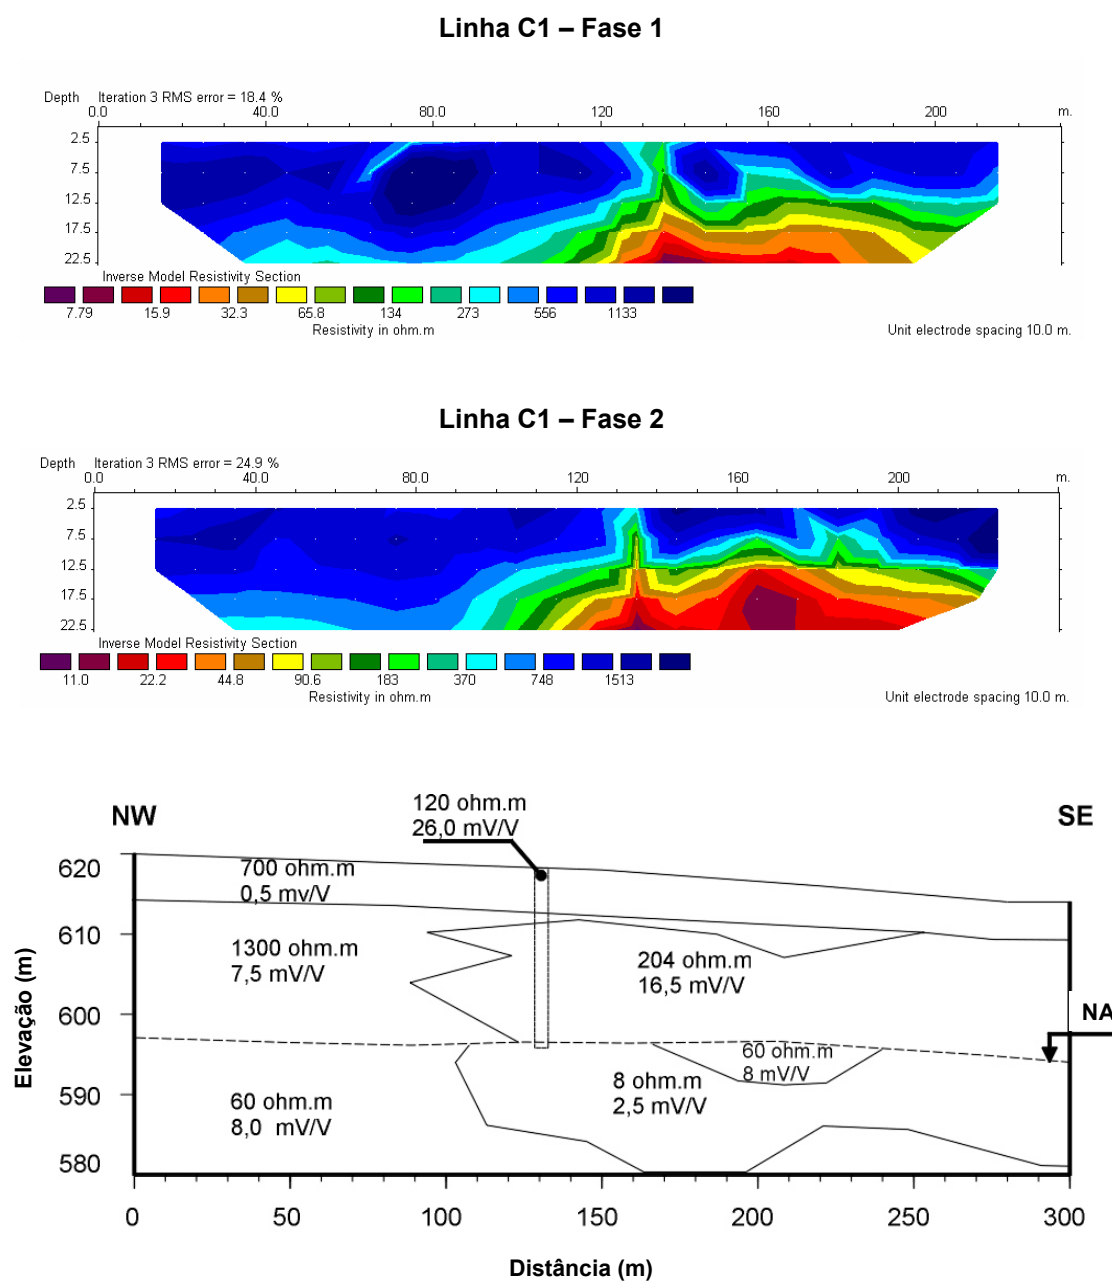 Linha C1 – Fase 1
Depth Iteration 3 RMS error = 18.4 %
0.0 40.0 80.0 120 160 200 m.
2.5
7.5
12.5
17.5
22.5
Inverse Model Resistivity Section
7.79 15.9 32.3 65.8 134 273 556 1133
Resistivity in ohm.m Unit electrode spacing 10.0 m.
Linha C1 – Fase 2
Depth Iteration 3 RMS error = 24.9 %
0.0 40.0 80.0 120 160 200 m.
2.5
7.5
12.5
17.5
22.5
Inverse Model Resistivity Section
11.0 22.2 44.8 90.6 183 370 748 1513
Resistivity in ohm.m Unit electrode spacing 10.0 m.
NW
120 ohm.m
26,0 mV/V
SE
620
700 ohm.m
0,5 mv/V
610
1300 ohm.m
7,5 mV/V
204 ohm.m
16,5 mV/V
600
NA
60 ohm.m
8 mV/V
590
8 ohm.m
2,5 mV/V
60 ohm.m
8,0 mV/V
580
Elevação (m)
0 50 100 150 200 250 300
Distância (m)